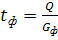 t_ф = Q / G_ф